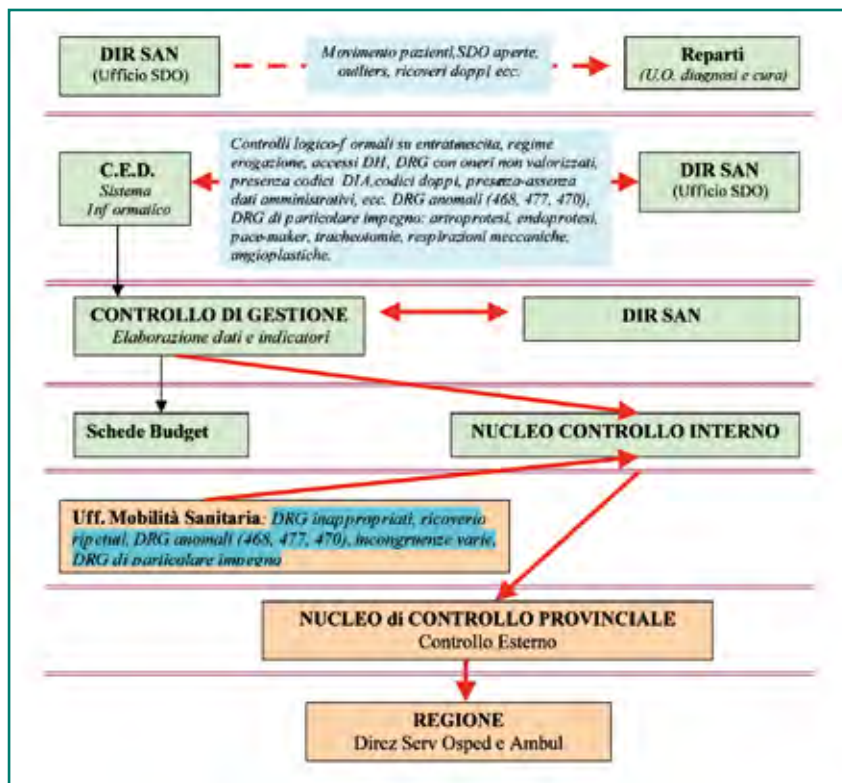 DIR SAN
(Ufficio SDO)
Movimento pazienti,SDO aperte,
outliers, ricoveri doppi ecc.
Reparti
(U.O. diagnosi e cura)
C.E.D.
Sistema
Inf ormatico
Controlli logico-f ormali su entrata≠uscita, regime
erogazione, accessi DH, DRG con oneri non valorizzati,
presenza codici DIA,codici doppi, presenza-assenza
dati amministrativi, ecc. DRG anomali (468, 477, 470),
DRG di particolare impegno: artroprotesi, endoprotesi,
pace-maker, tracheotomie, respirazioni meccaniche,
angioplastiche.
DIR SAN
(Ufficio SDO)
CONTROLLO DI GESTIONE
Elaborazione dati e indicatori
DIR SAN
Schede Budget
NUCLEO CONTROLLO INTERNO
Uff. Mobilità Sanitaria: DRG inappropriati, ricoverio
ripetuti, DRG anomali (468, 477, 470), incongruenze varie,
DRG di particolare impegno
NUCLEO di CONTROLLO PROVINCIALE
Controllo Esterno
REGIONE
Direz Serv Osped e Ambul